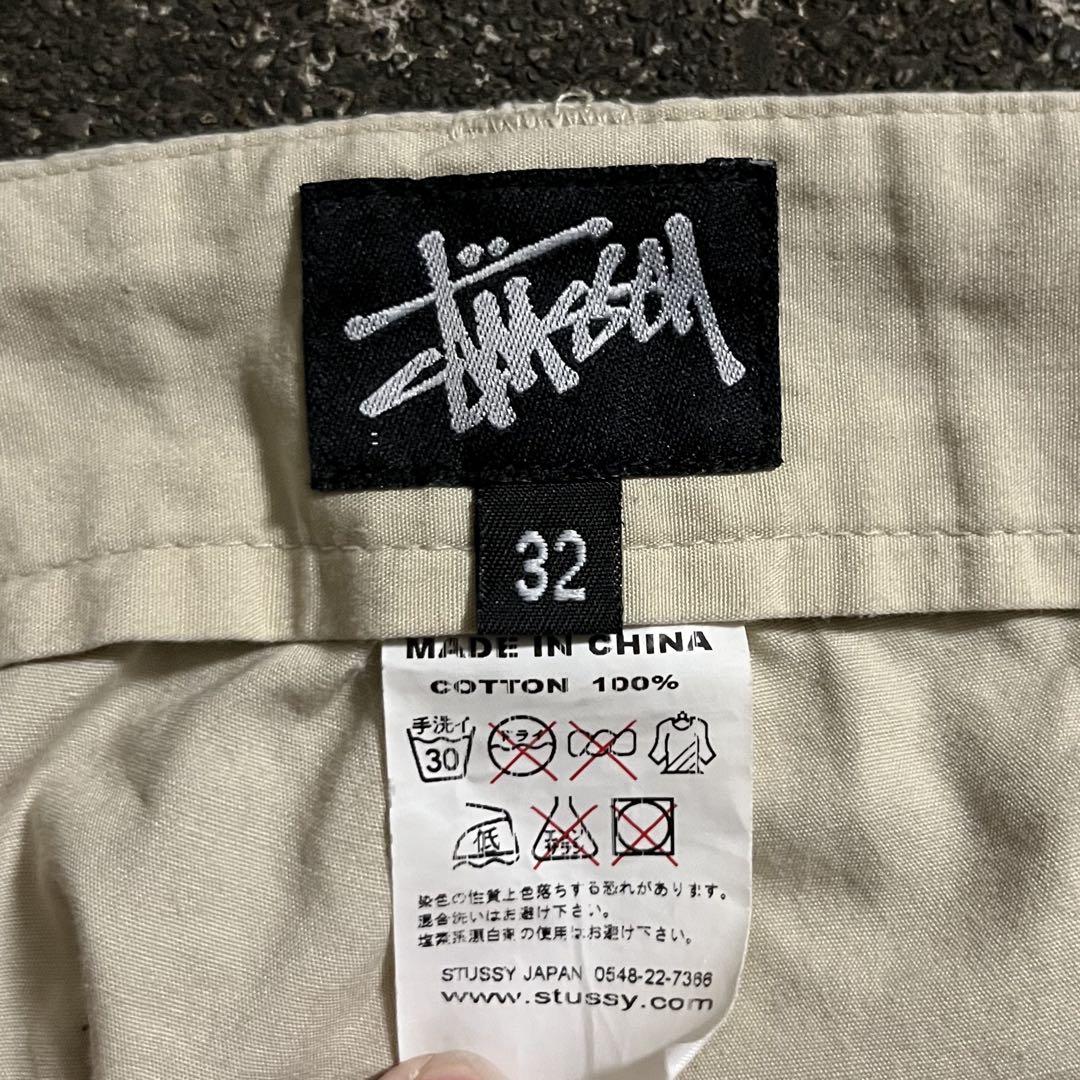 Stüssy
32
MADE IN CHINA
COTTON 100%
手洗イ ドライ
30
低 エンソサラシ
染色の性質上色落ちする恐れがあります。
混合洗いはお避け下さい。
塩素系漂白剤の使用はお避け下さい。
STUSSY JAPAN 0548-22-7366
www.stussy.com